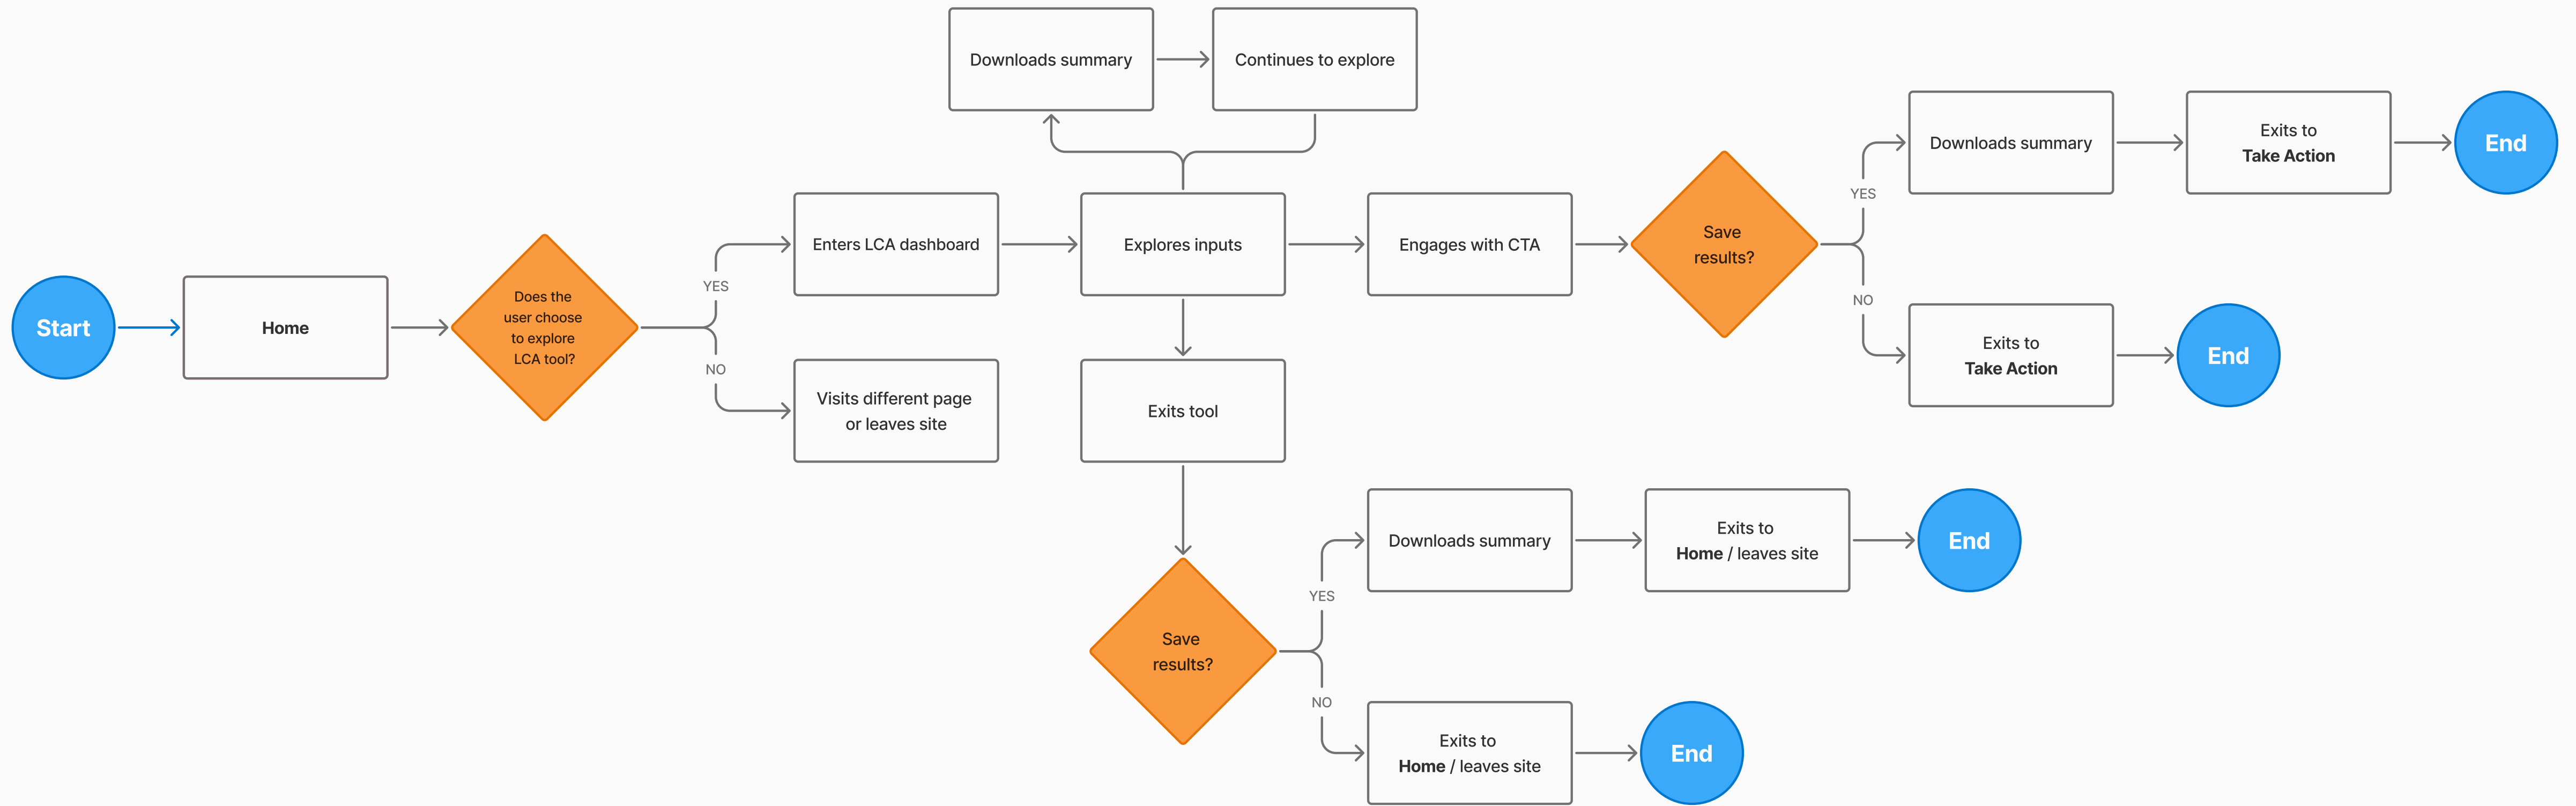 Downloads summary
Continues to explore
Start
Home
Does the
user choose
to explore
LCA tool?
YES
NO
Enters LCA dashboard
Visits different page
or leaves site
Explores inputs
Engages with CTA
Save
results?
YES
NO
Downloads summary
Exits to
Take Action
End
Exits to
Take Action
End
Exits tool
Save
results?
YES
NO
Downloads summary
Exits to
Home / leaves site
End
Exits to
Home / leaves site
End